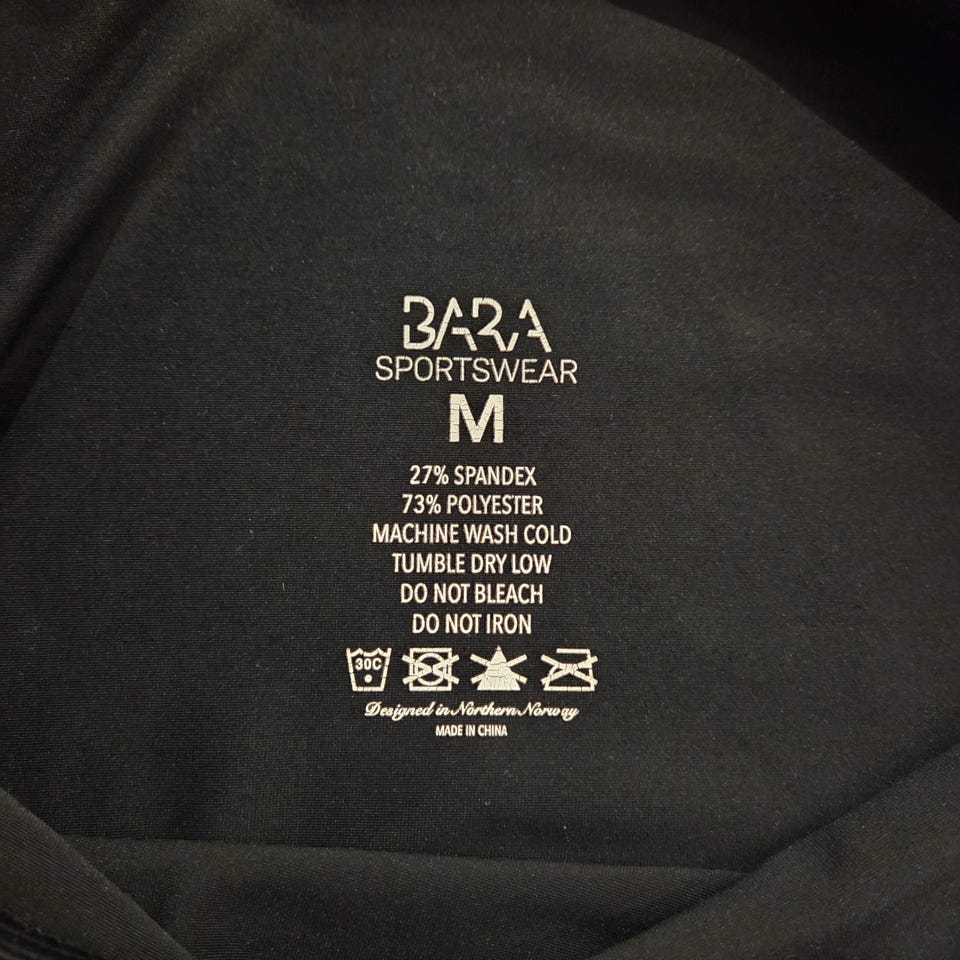 BARA
SPORTSWEAR
M
27% SPANDEX
73% POLYESTER
MACHINE WASH COLD
TUMBLE DRY LOW
DO NOT BLEACH
DO NOT IRON
30C
Designed in Northern Norway
MADE IN CHINA